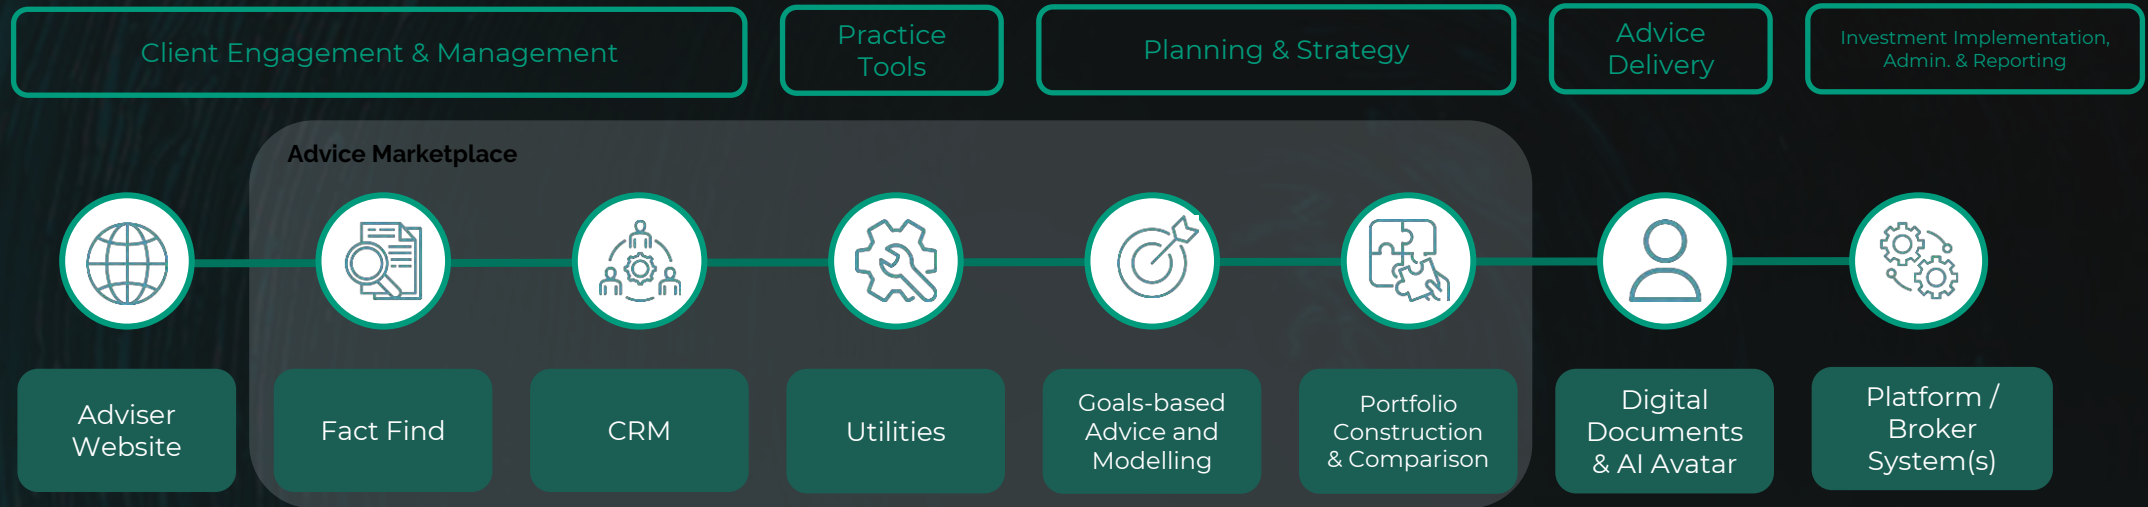 Client Engagement & Management
Practice
Tools
Planning & Strategy
Advice
Delivery
Investment Implementation,
Admin. & Reporting
Advice Marketplace
Adviser
Website
Fact Find
CRM
Utilities
Goals-based
Advice and
Modelling
Portfolio
Construction
& Comparison
Digital
Documents
& AI Avatar
Platform /
Broker
System(s)